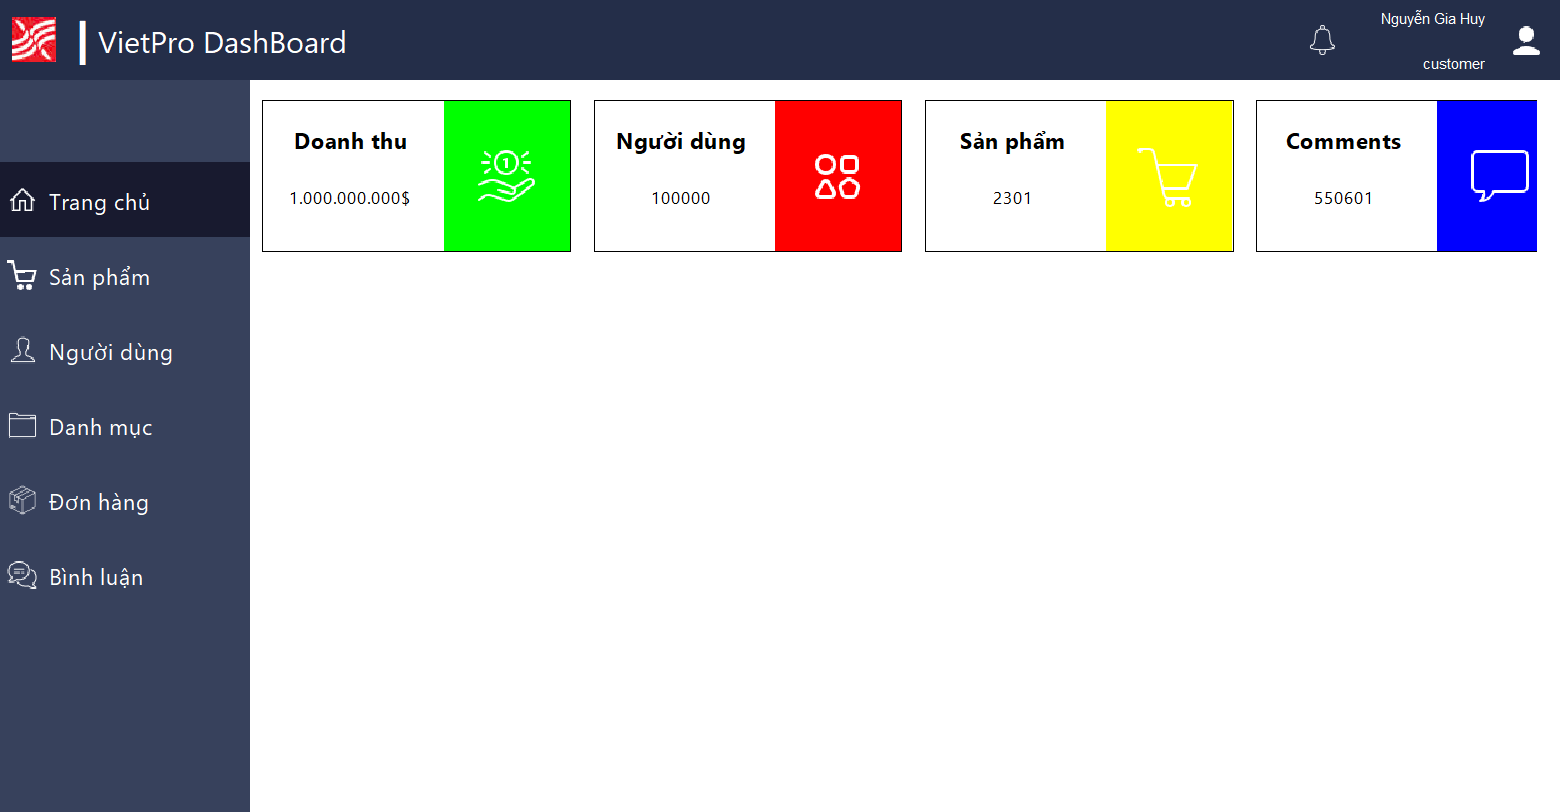 VietPro DashBoard
Nguyễn Gia Huy
customer
Trang chủ
Sản phẩm
Người dùng
Danh mục
Đơn hàng
Bình luận
Doanh thu
1.000.000.000$
1
Người dùng
100000
Sản phẩm
2301
Comments
550601